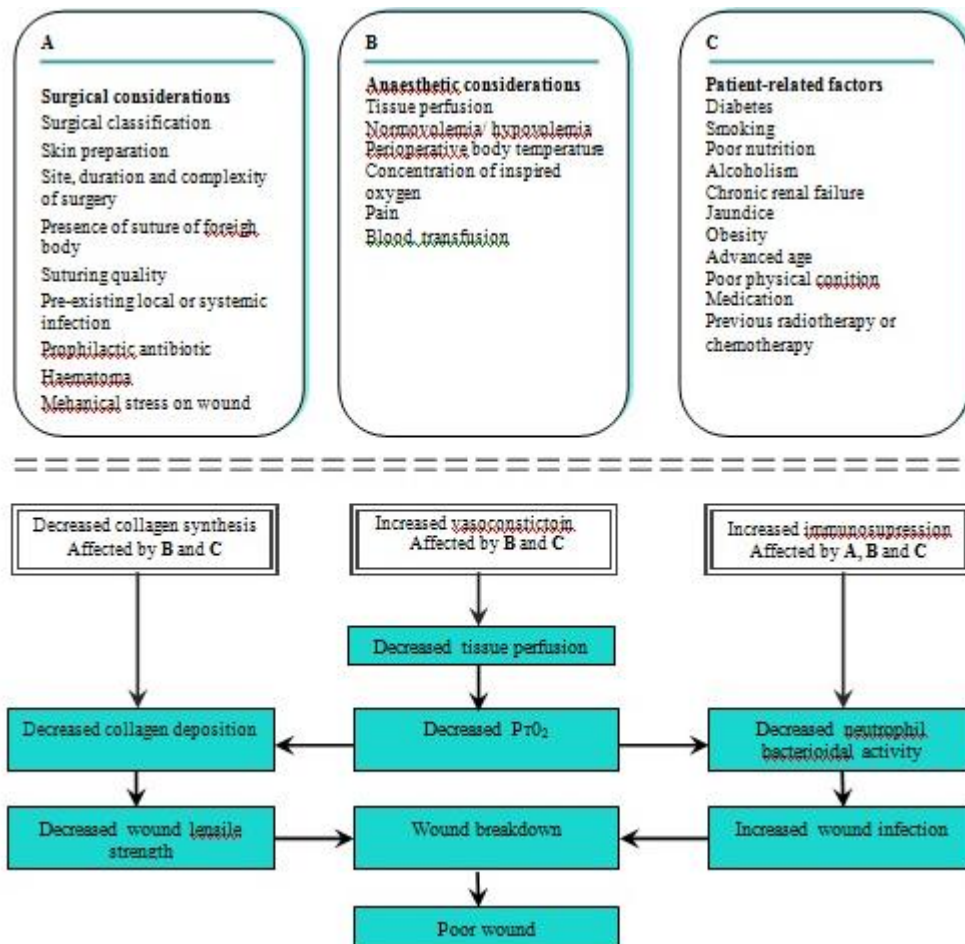 A
Surgical considerations
Surgical classification
Skin preparation
Site, duration and complexity
of surgery
Presence of suture of foreigh
body
Suturing quality
Pre-existing local or systemic
infection
Prophilactic antibiotic
Haematoma
Mehanical stress on wound
B
Anaesthetic considerations
Tissue perfusion
Normovolemia/ hypovolemia
Perioperative body temperature
Concentration of inspired
oxygen
Pain
Blood transfusion
C
Patient-related factors
Diabetes
Smoking
Poor nutrition
Alcoholism
Chronic renal failure
Jaundice
Obesity
Advanced age
Poor physical conition
Medication
Previous radiotherapy or
chemotherapy
Decreased collagen synthesis
Affected by B and C
Increased vasoconstictoin
Affected by B and C
Increased immunosupression
Affected by A, B and C
Decreased tissue perfusion
Decreased collagen deposition
Decreased PTO₂
Decreased neutrophil
bacterioidal activity
Decreased wound lensile
strength
Wound breakdown
Increased wound infection
Poor wound